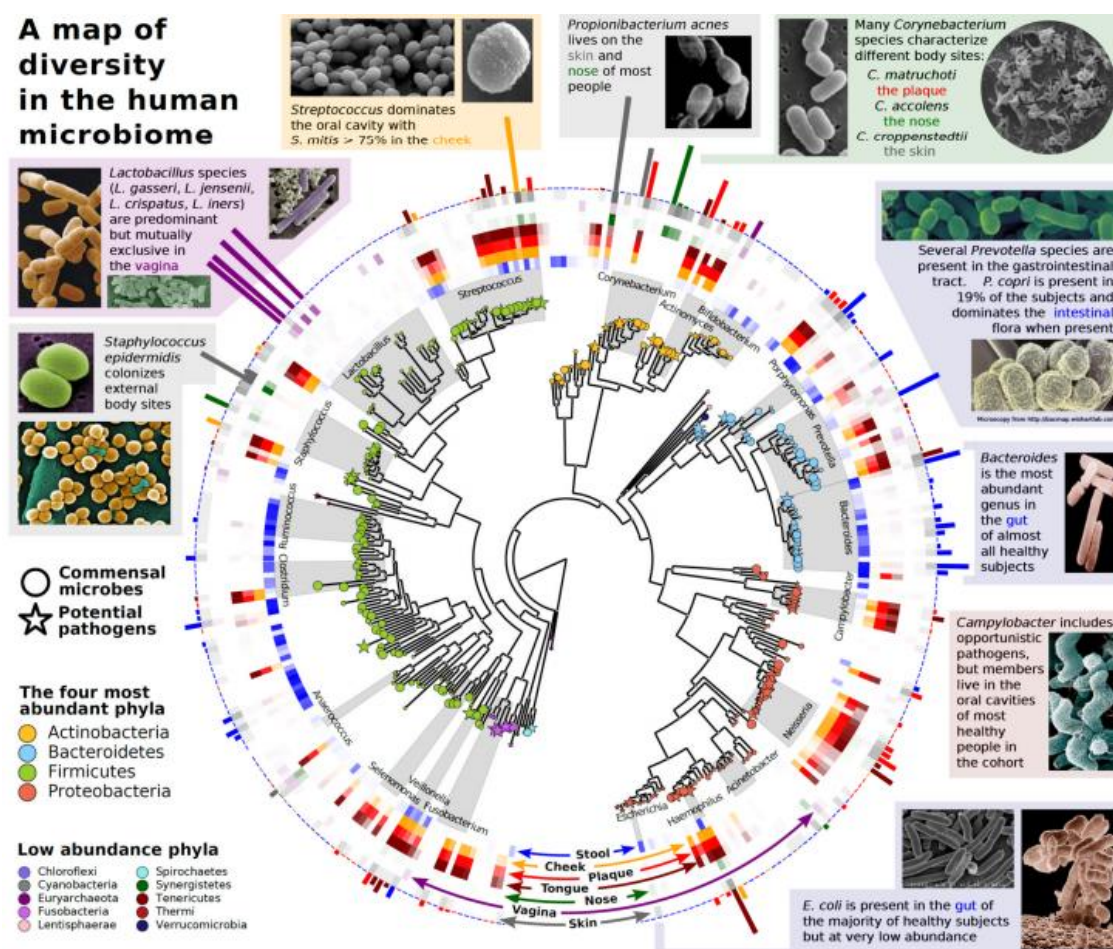 A map of
diversity
in the human
microbiome
Streptococcus dominates
the oral cavity with
S. mitis > 75% in the cheek
Propionibacterium acnes
lives on the
skin and
nose of most
people
Many Corynebacterium
species characterize
different body sites:
C. matruchoti
the plaque
C. accolens
the nose
C. croppenstedtii
the skin
Lactobacillus species
(L. gasseri, L. jensenii,
L. crispatus, L. iners)
are predominant
but mutually
exclusive in
the vagina
Several Prevotella species are
present in the gastrointestinal
tract. P. copri is present in
19% of the subjects and
dominates the intestinal
flora when present
Microscopy from http://bacmap.wishartlab.com
Staphylococcus
epidermidis
colonizes
external
body sites
Bacteroides
is the most
abundant
genus in
the gut
of almost
all healthy
subjects
Campylobacter includes
opportunistic
pathogens,
but members
live in the
oral cavities
of most
healthy
people in
the cohort
E. coli is present in the gut of
the majority of healthy subjects
but at very low abundance
Commensal
microbes
Potential
pathogens
The four most
abundant phyla
Actinobacteria
Bacteroidetes
Firmicutes
Proteobacteria
Low abundance phyla
Chloroflexi
Cyanobacteria
Euryarchaeota
Fusobacteria
Lentisphaerae
Spirochaetes
Synergistetes
Tenericutes
Thermi
Verrucomicrobia
Streptococcus
Lactobacillus
Staphylococcus
Ruminococcus
Clostridium
Anaerococcus
Selemonas
Veillonella
Fusobacterium
Corynebacterium
Actinomyces
Bifidobacterium
Porphyromonas
Prevotella
Bacteroides
Campylobacter
Neisseria
Acinetobacter
Haemophilus
Escherichia
Stool
Cheek
Plaque
Tongue
Nose
Vagina
Skin